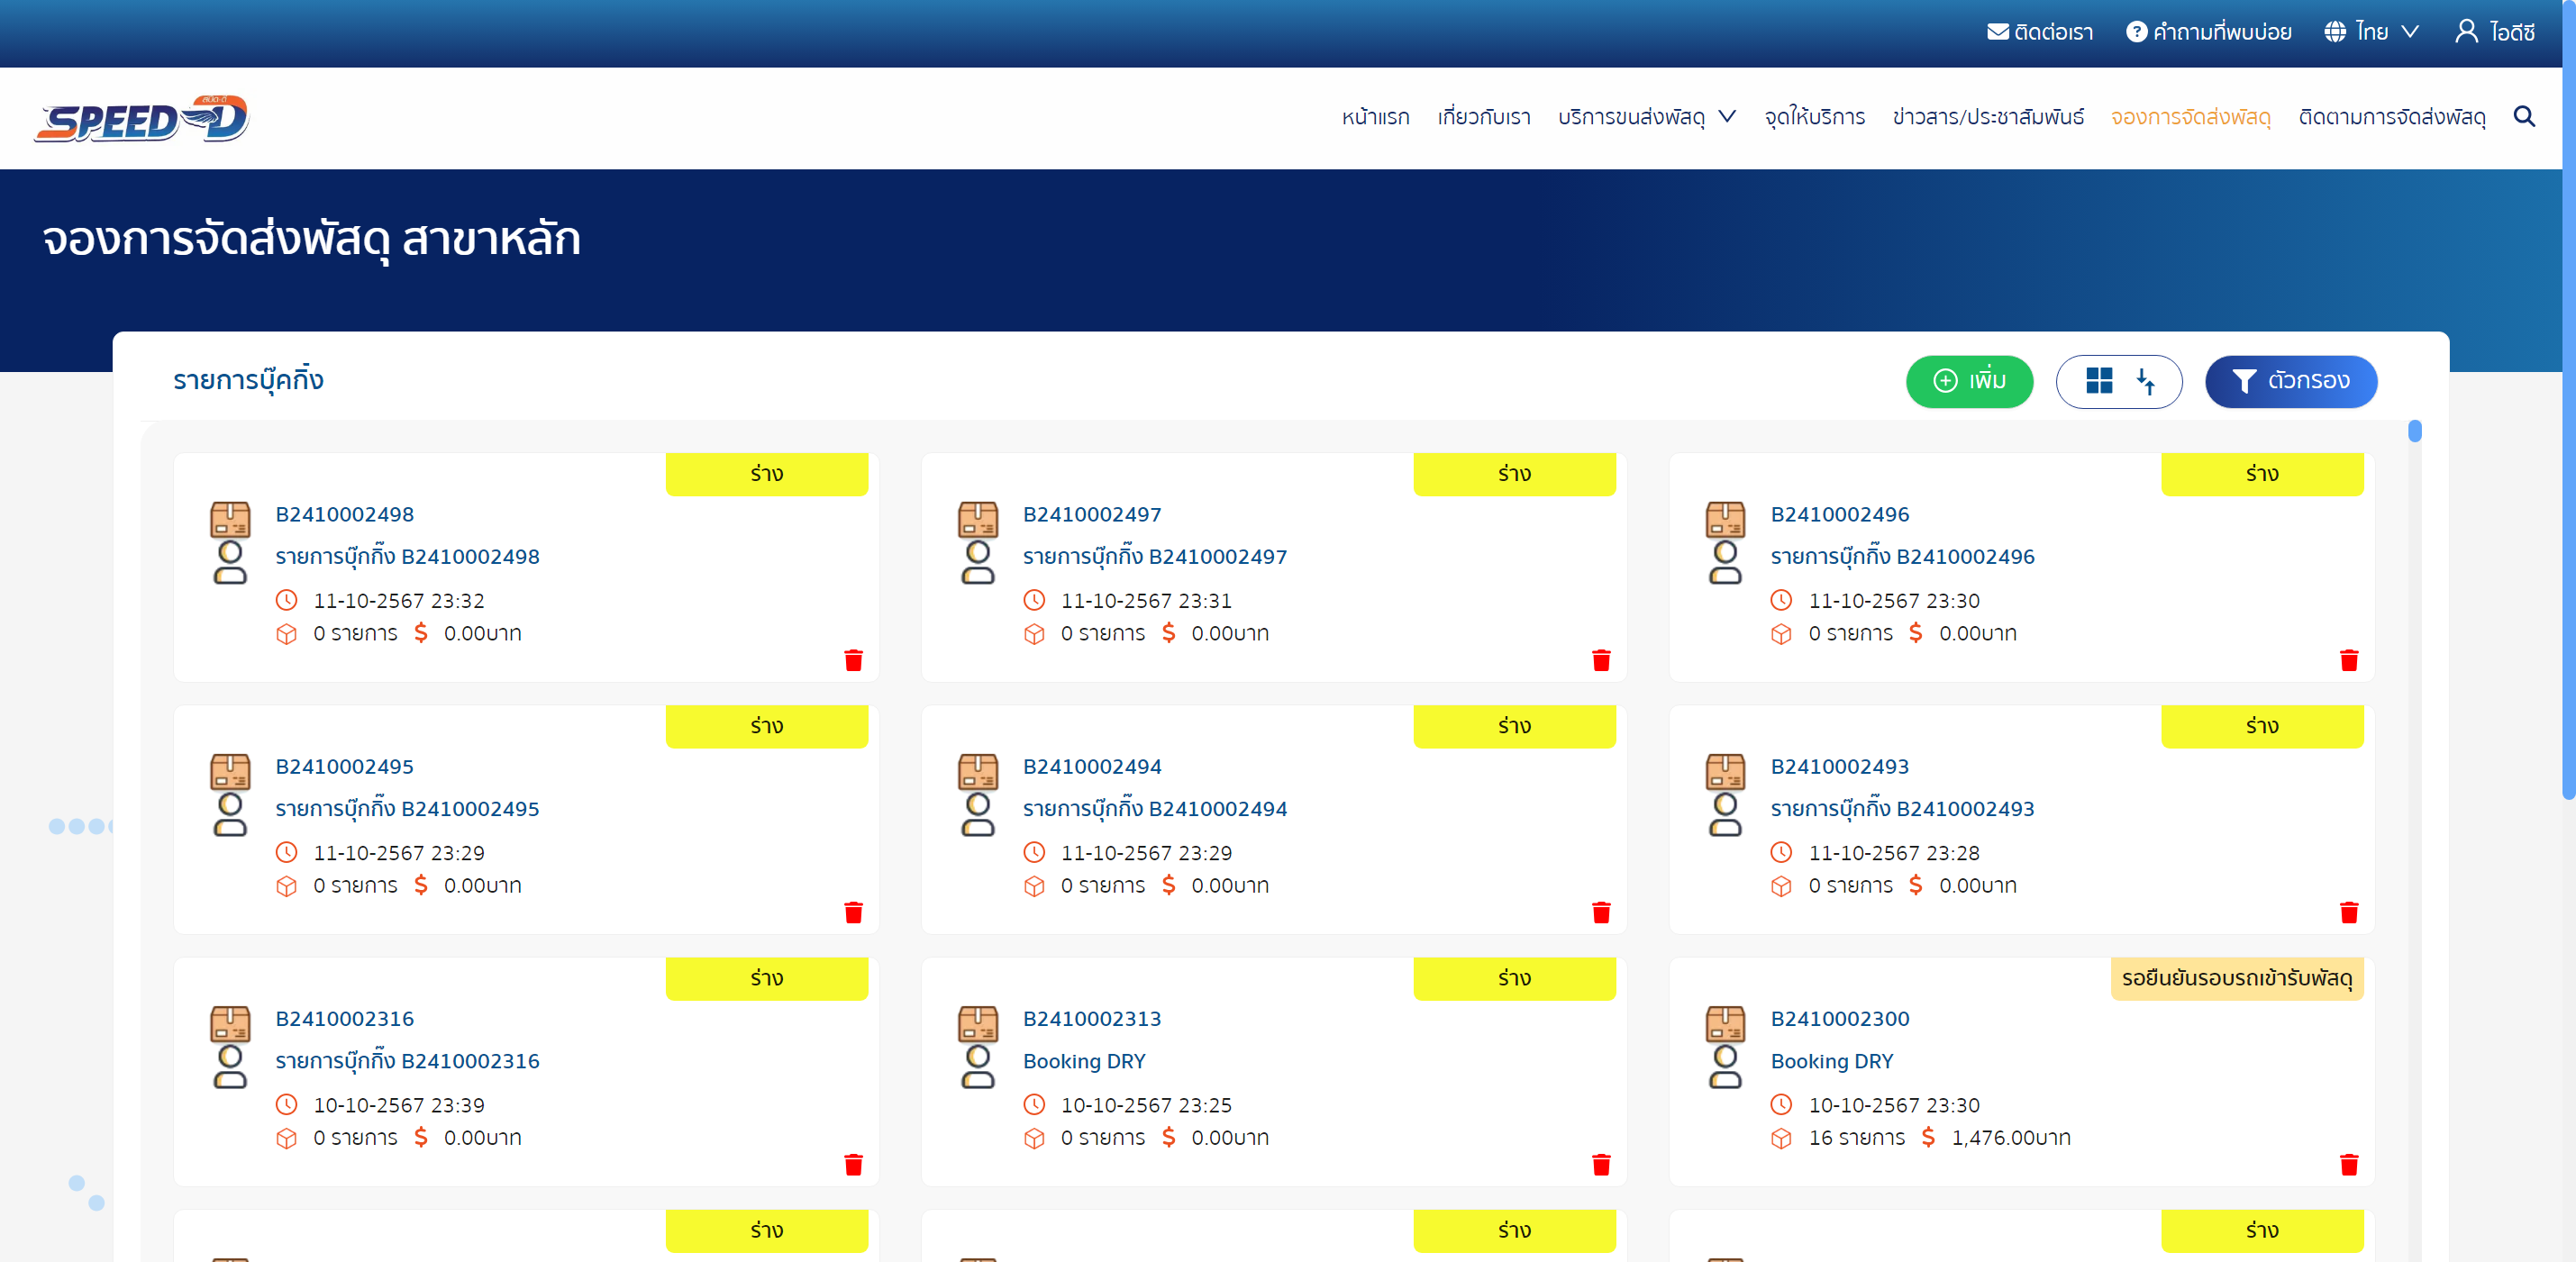 ติดต่อเรา คำถามที่พบบ่อย ไทย ไอดีซี
สปีด-ดี
SPEED-D
หน้าแรก เกี่ยวกับเรา บริการขนส่งพัสดุ จุดให้บริการ ข่าวสาร/ประชาสัมพันธ์ จองการจัดส่งพัสดุ ติดตามการจัดส่งพัสดุ
จองการจัดส่งพัสดุ สาขาหลัก
รายการบุ๊คกิ่ง
เพิ่ม
ตัวกรอง
ร่าง
B2410002498
รายการบุ๊กกิ๊ง B2410002498
11-10-2567 23:32
0 รายการ $ 0.00บาท
ร่าง
B2410002497
รายการบุ๊กกิ๊ง B2410002497
11-10-2567 23:31
0 รายการ $ 0.00บาท
ร่าง
B2410002496
รายการบุ๊กกิ๊ง B2410002496
11-10-2567 23:30
0 รายการ $ 0.00บาท
ร่าง
B2410002495
รายการบุ๊กกิ๊ง B2410002495
11-10-2567 23:29
0 รายการ $ 0.00บาท
ร่าง
B2410002494
รายการบุ๊กกิ๊ง B2410002494
11-10-2567 23:29
0 รายการ $ 0.00บาท
ร่าง
B2410002493
รายการบุ๊กกิ๊ง B2410002493
11-10-2567 23:28
0 รายการ $ 0.00บาท
ร่าง
B2410002316
รายการบุ๊กกิ๊ง B2410002316
10-10-2567 23:39
0 รายการ $ 0.00บาท
ร่าง
B2410002313
Booking DRY
10-10-2567 23:25
0 รายการ $ 0.00บาท
รอยืนยันรอบรถเข้ารับพัสดุ
B2410002300
Booking DRY
10-10-2567 23:30
16 รายการ $ 1,476.00บาท
ร่าง
ร่าง
ร่าง